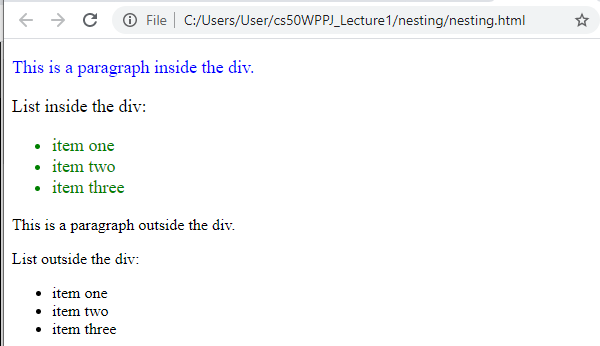 File C:/Users/User/cs50WPPJ_Lecture1/nesting/nesting.html
This is a paragraph inside the div.
List inside the div:
• item one
• item two
• item three
This is a paragraph outside the div.
List outside the div:
• item one
• item two
• item three